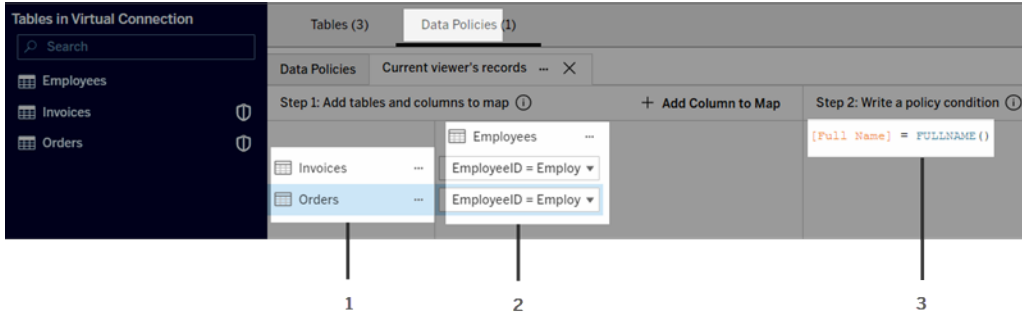 Tables in Virtual Connection
Search
Employees
Invoices
Orders
Tables (3)
Data Policies (1)
Data Policies
Current viewer's records ... ×
Step 1: Add tables and columns to map
+ Add Column to Map
Step 2: Write a policy condition
Employees ...
[Full Name] = FULLNAME()
Invoices ...
EmployeeID = Employ
Orders ...
EmployeeID = Employ
1
2
3